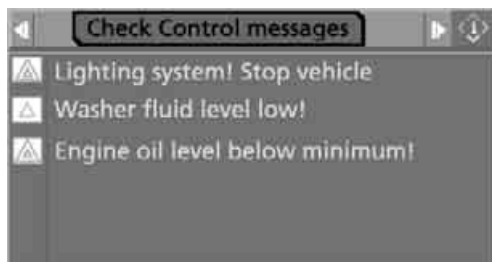 Check Control messages
Lighting system! Stop vehicle
Washer fluid level low!
Engine oil level below minimum!